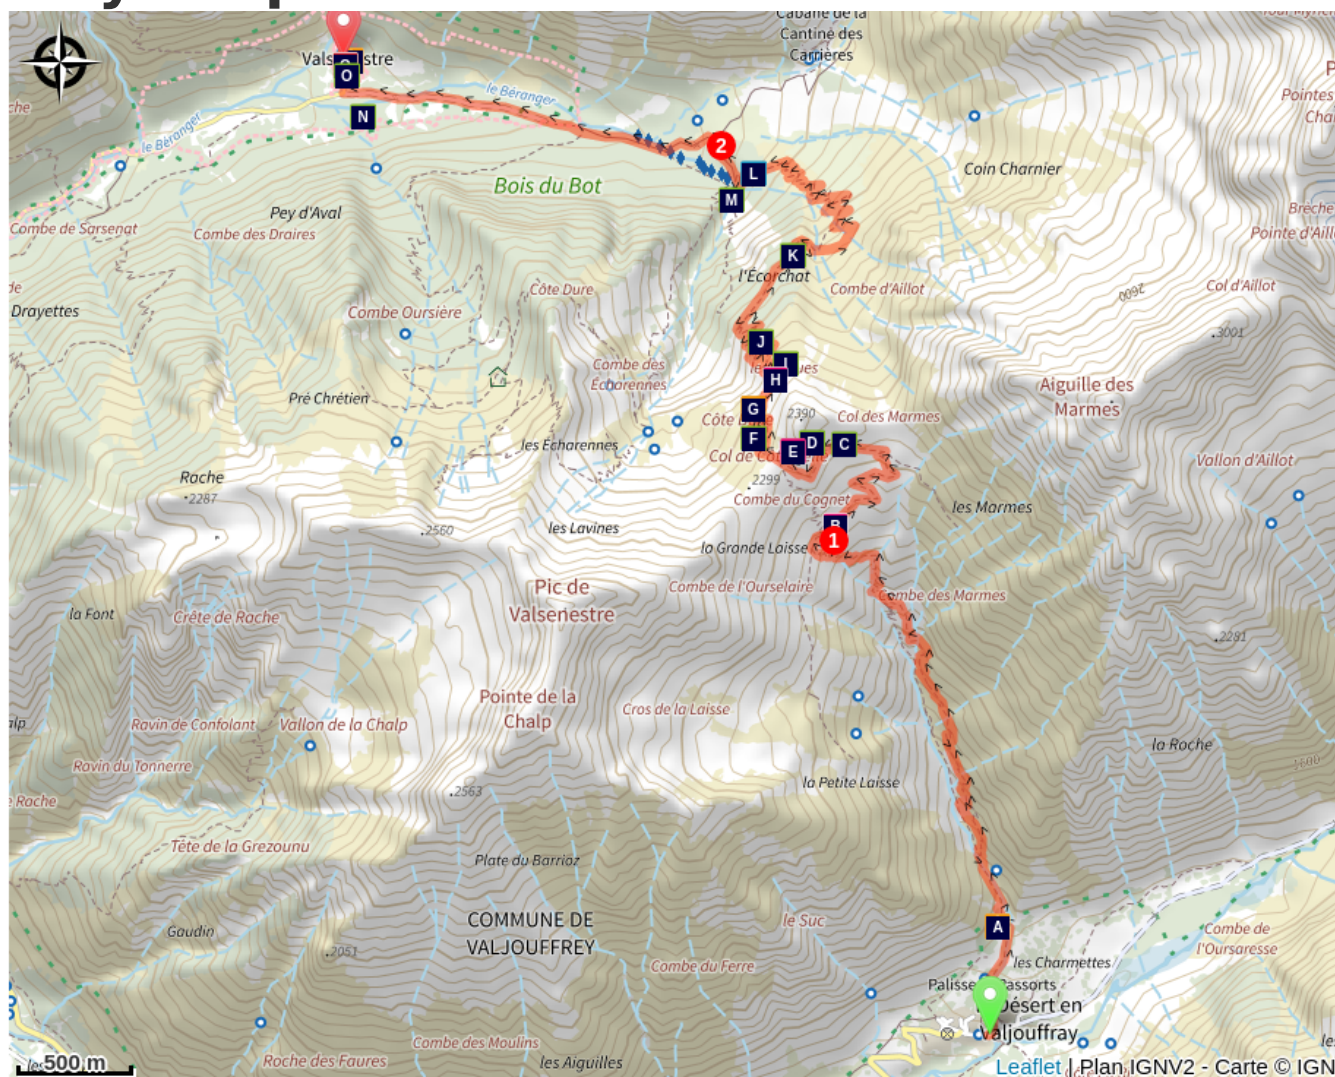 Cabane de la
Cantine des
Carrières
Valsenestre
O
N
le Béranger
le Béranger
2
L
M
Coin Charnier
Bois du Bot
Pey d'Aval
Combe de Sarsenat
Combe des Draires
K
l'Écorchat
Combe d'Aillot
2600
Col d'Aillot
Drayettes
Côte Dure
Combe Oursière
3001
J
I
H
Combe des
Écharennes
Aiguille des
Marmes
Pré Chrétien
G
2390
Col des Marmes
F
E
D
C
les Écharennes
Vallon d'Aillot
Rache
2287
2299
Combe du Cognet
les Marmes
2560
les Lavines
B
1
la Grande Laisse
Pic de
Valsenestre
Combe de l'Ourselaire
Combe des Marmes
la Font
Crête de Rache
2281
Pointe de la
Chalp
Cros de la Laisse
Ravin de Confolant
Vallon de la Chalp
la Roche
Ravin du Tonnerre
1600
la Petite Laisse
2563
Tête de la Grezounu
Plate du Barrioz
COMMUNE DE
VALJOUFFREY
le Suc
A
Gaudin
2051
Combe de
l'Oursaresse
Combe du Ferre
les Charmettes
Désert en
Valjouffray
Combe des Moulins
Roche des Faures
les Aiguilles
500 m
Leaflet | Plan IGNV2 - Carte © IGN